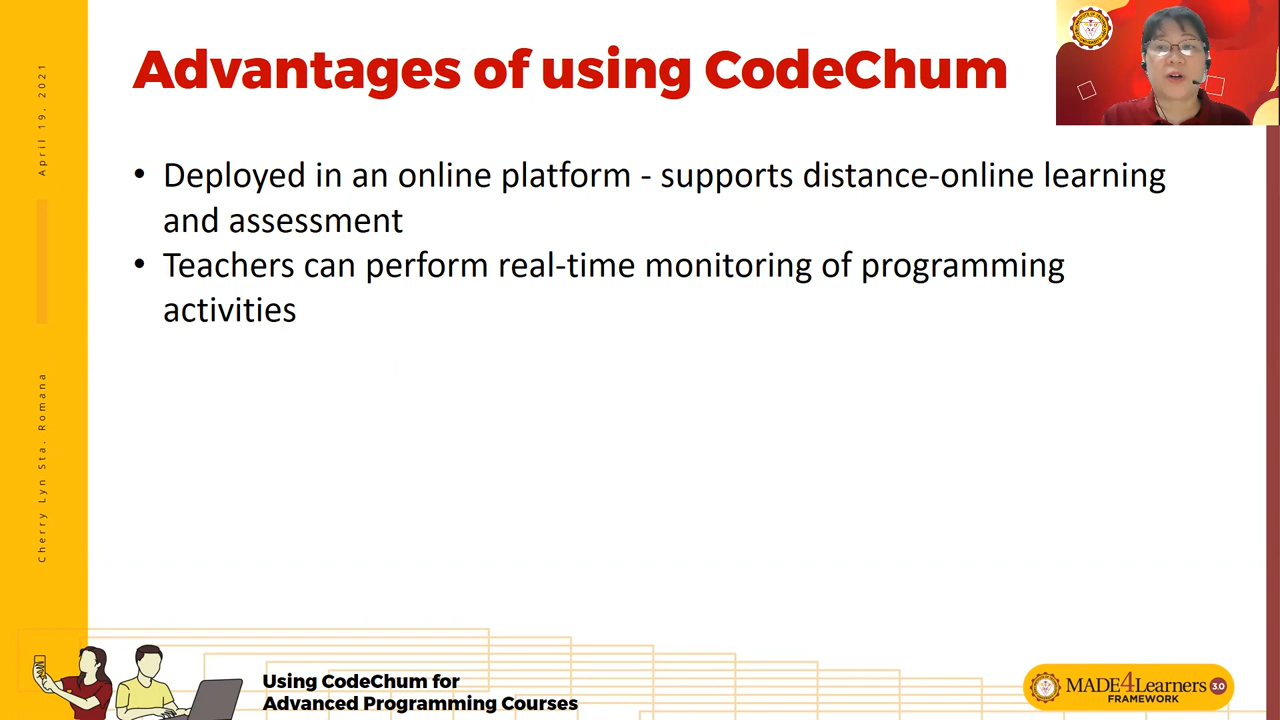 Advantages of using CodeChum
• Deployed in an online platform - supports distance-online learning
and assessment
• Teachers can perform real-time monitoring of programming
activities
April 19, 2021
Cherry Lyn Sta. Romana
Using CodeChum for
Advanced Programming Courses
MADE4Learners 3.0
FRAMEWORK